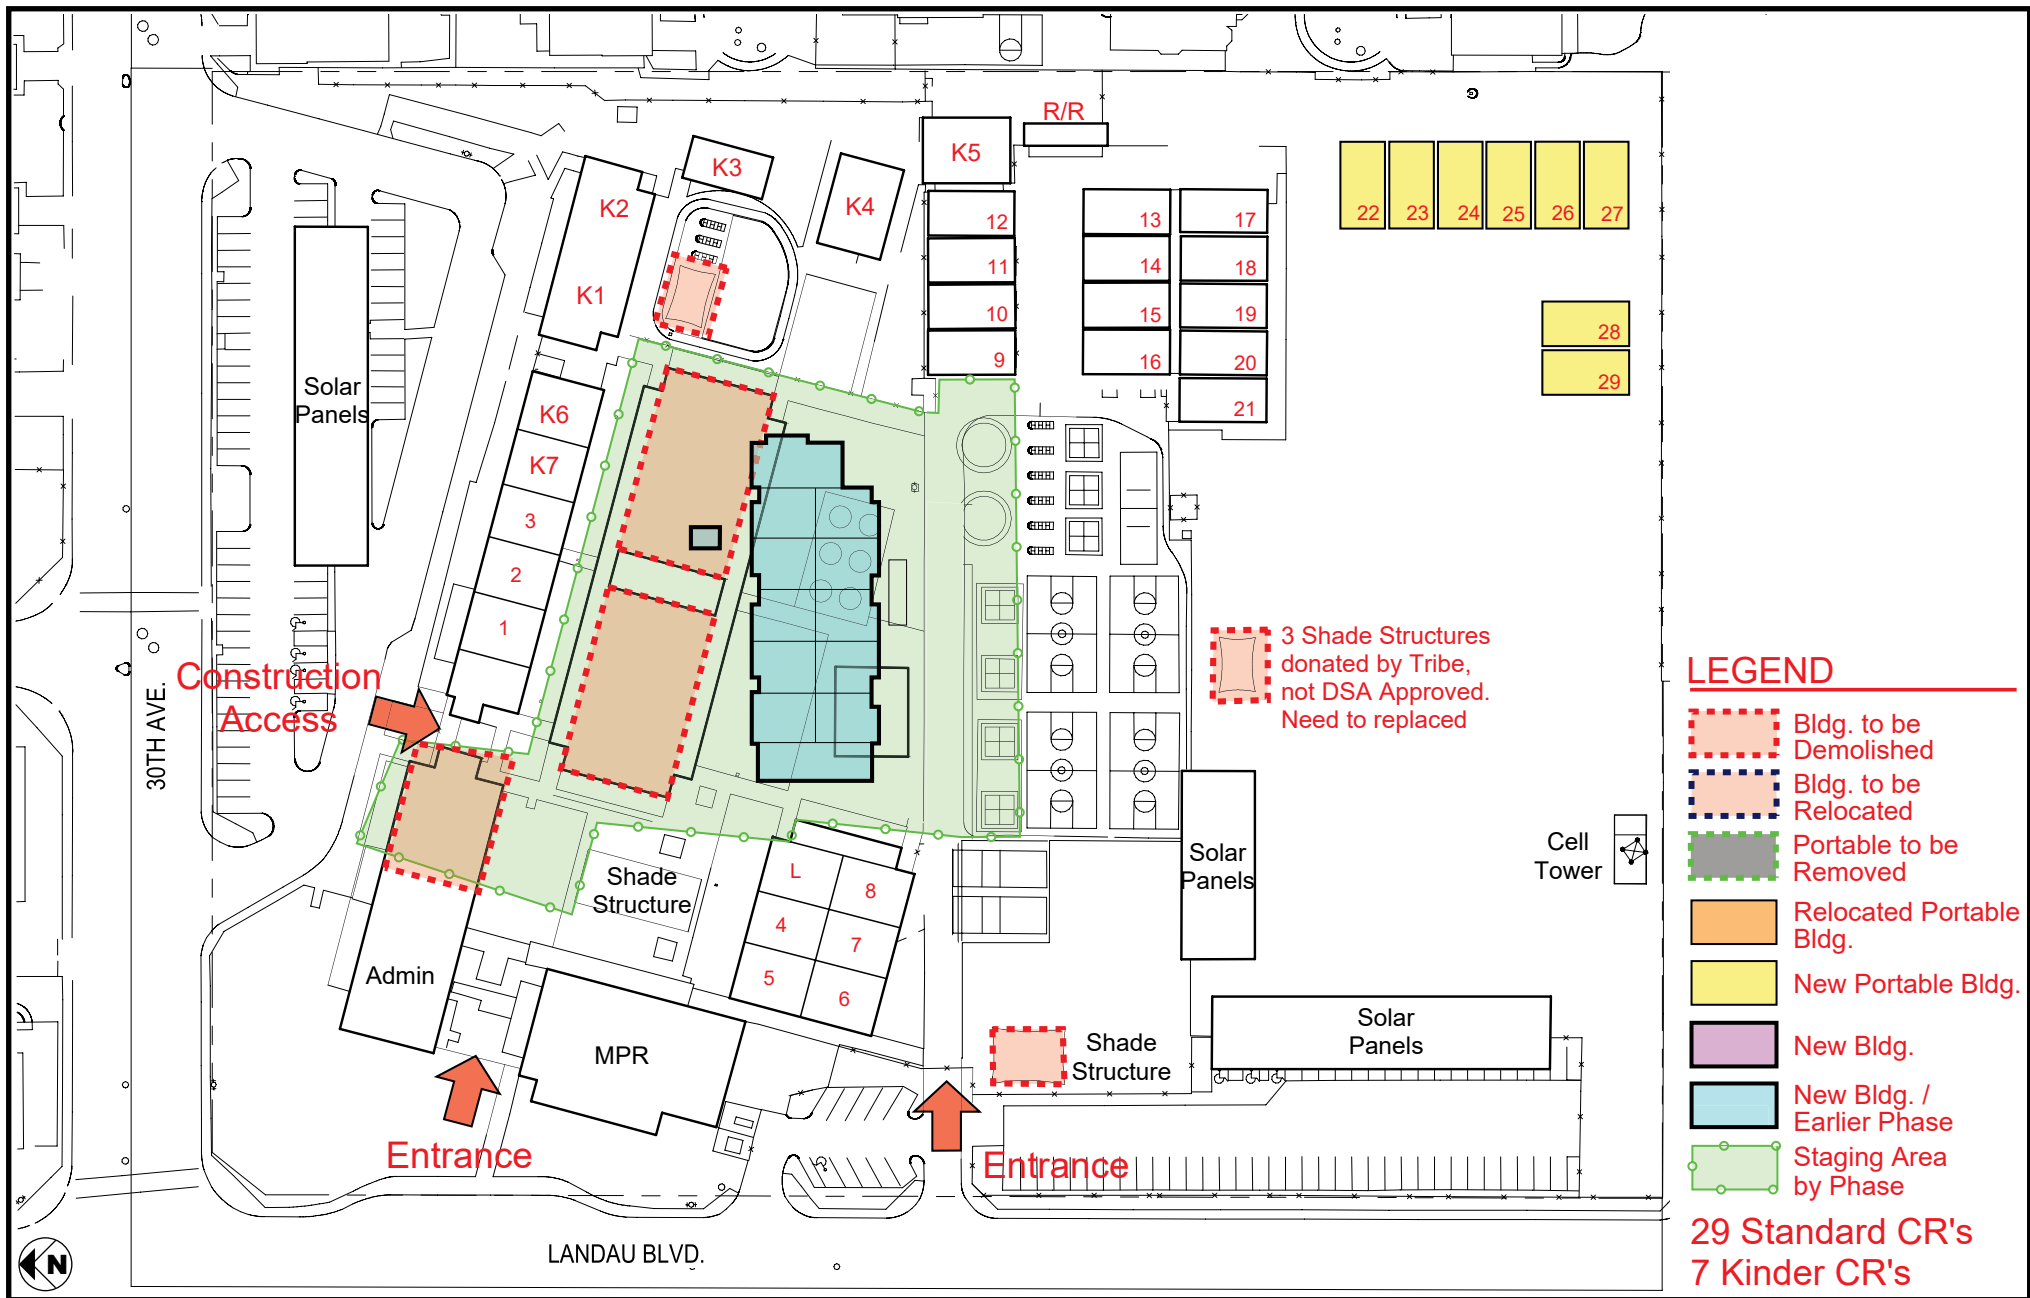 R/R
K5
K3
K2
K4
K1
12
11
10
9
13
14
15
16
17
18
19
20
21
22
23
24
25
26
27
28
29
Solar
Panels
K6
K7
3
2
1
Construction
Access
30TH AVE.
3 Shade Structures
donated by Tribe,
not DSA Approved.
Need to replaced
Shade
Structure
L
8
4
7
5
6
Admin
MPR
Solar
Panels
Cell
Tower
Shade
Structure
Solar
Panels
Entrance
Entrance
LANDAU BLVD.
N
LEGEND
Bldg. to be
Demolished
Bldg. to be
Relocated
Portable to be
Removed
Relocated Portable
Bldg.
New Portable Bldg.
New Bldg.
New Bldg. /
Earlier Phase
Staging Area
by Phase
29 Standard CR's
7 Kinder CR's